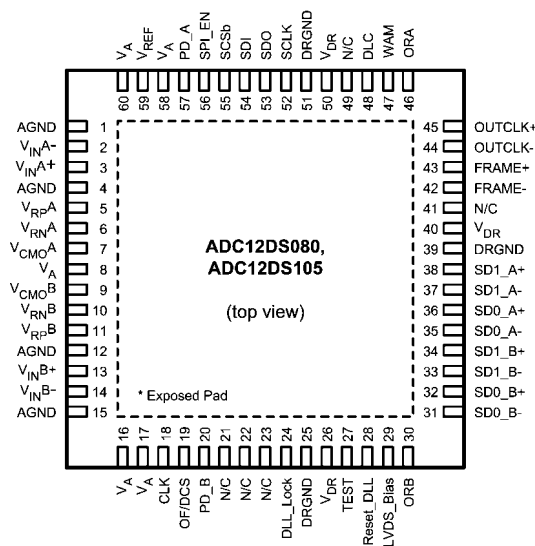 VA
VREF
VA
PD_A
SPI_EN
SCSb
SDI
SDO
SCLK
DRGND
VDR
N/C
DLC
WAM
ORA
60 59 58 57 56 55 54 53 52 51 50 49 48 47 46
AGND 1
VINA- 2
VINA+ 3
AGND 4
VRPA 5
VRNA 6
VCMOA 7
VA 8
VCMOB 9
VRNB 10
VRPB 11
AGND 12
VINB+ 13
VINB- 14
AGND 15
ADC12DS080,
ADC12DS105
(top view)
* Exposed Pad
45 OUTCLK+
44 OUTCLK-
43 FRAME+
42 FRAME-
41 N/C
40 VDR
39 DRGND
38 SD1_A+
37 SD1_A-
36 SD0_A+
35 SD0_A-
34 SD1_B+
33 SD1_B-
32 SD0_B+
31 SD0_B-
16 17 18 19 20 21 22 23 24 25 26 27 28 29 30
VA
VA
CLK
OF/DCS
PD_B
N/C
N/C
N/C
DLL_Lock
DRGND
VDR
TEST
Reset_DLL
LVDS_Bias
ORB